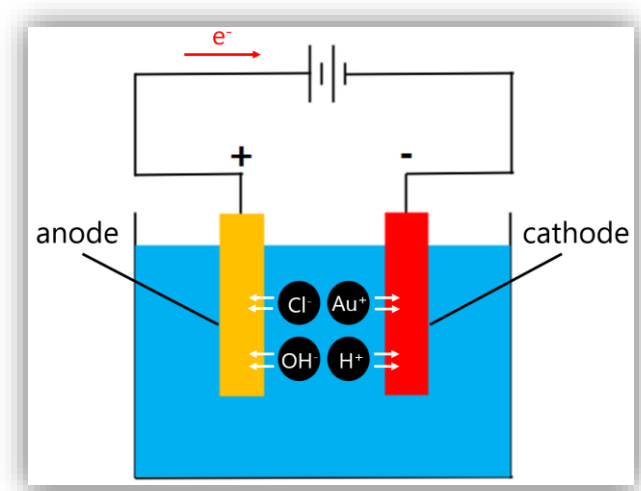 e⁻
+ -
anode cathode
Cl⁻ Au⁺
OH⁻ H⁺